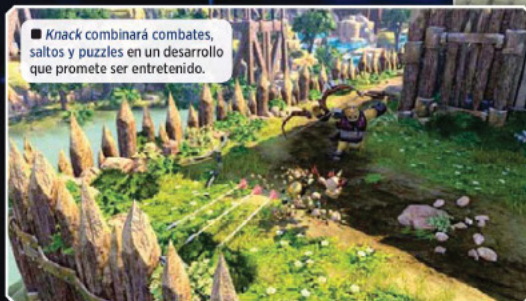 ■ Knack combinará combates,
saltos y puzzles en un desarrollo
que promete ser entretenido.